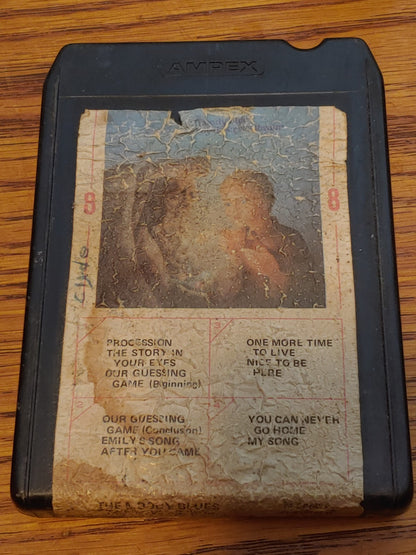 AMPEX
8
8
PROCESSION
THE STORY IN
YOUR EYES
OUR GUESSING
GAME (Beginning)
ONE MORE TIME
TO LIVE
NICE TO BE
HERE
OUR GUESSING
GAME (Conclusion)
EMILY'S SONG
AFTER YOU CAME
YOU CAN NEVER
GO HOME
MY SONG
THE MOODY BLUES